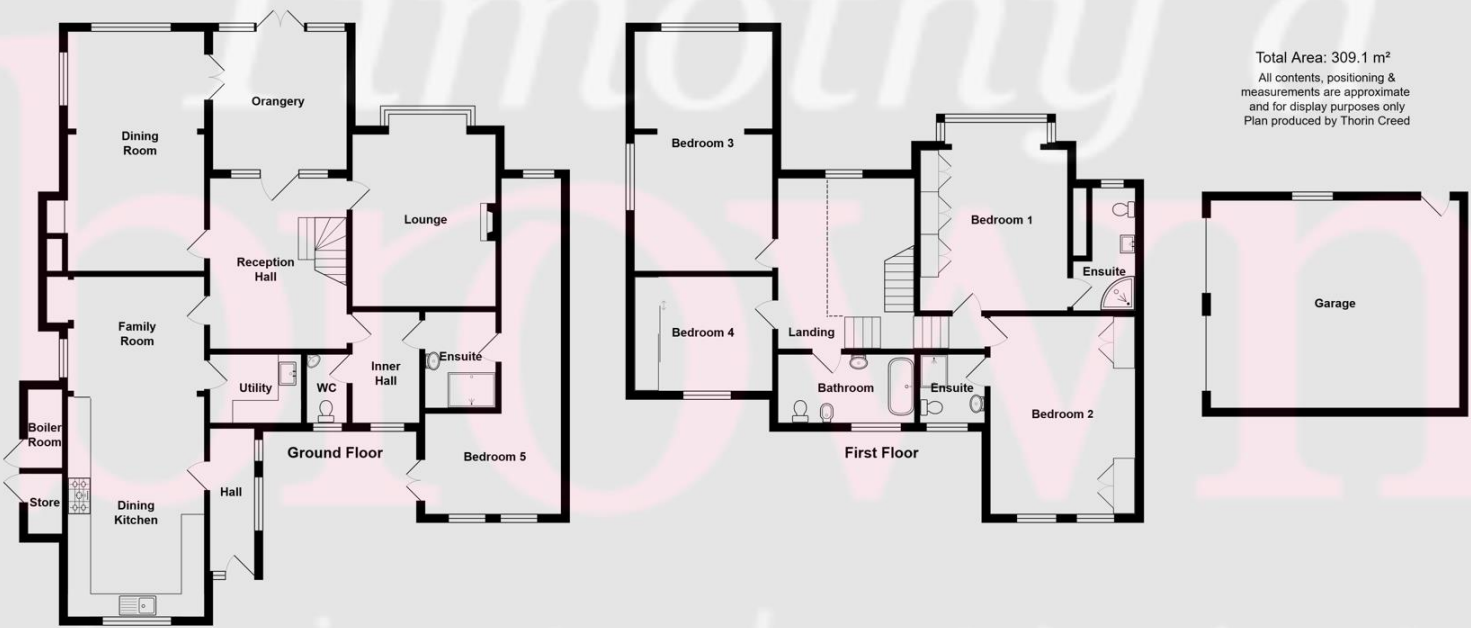 Timothy a
brown
Total Area: 309.1 m²
All contents, positioning &
measurements are approximate
and for display purposes only
Plan produced by Thorin Creed
Orangery
Dining
Room
Lounge
Reception
Hall
Family
Room
Utility
WC
Inner
Hall
Ensuite
Boiler
Room
Store
Dining
Kitchen
Hall
Ground Floor
Bedroom 5
Bedroom 3
Bedroom 1
Ensuite
Bedroom 4
Landing
Bathroom
Ensuite
Bedroom 2
First Floor
Garage